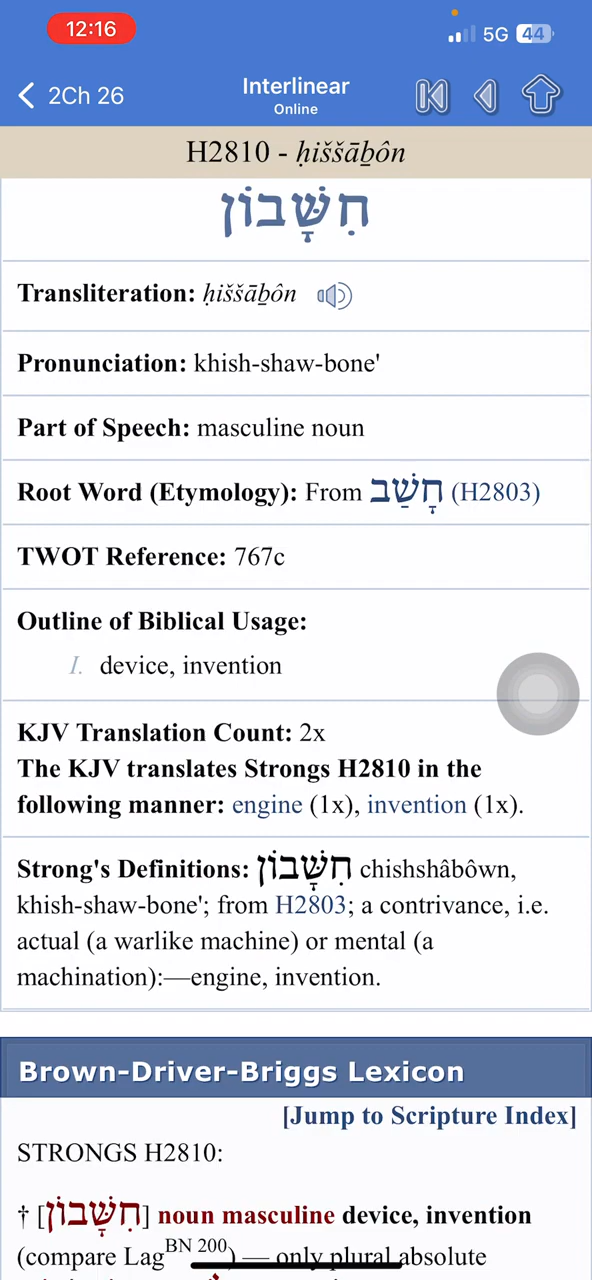 12:16
5G 44
2Ch 26
Interlinear
Online
H2810 - ḥiššāḇôn
חִשָּׁבוֹן
Transliteration: ḥiššāḇôn
Pronunciation: khish-shaw-bone'
Part of Speech: masculine noun
Root Word (Etymology): From חָשַׁב (H2803)
TWOT Reference: 767c
Outline of Biblical Usage:
I. device, invention
KJV Translation Count: 2x
The KJV translates Strongs H2810 in the
following manner: engine (1x), invention (1x).
Strong's Definitions: חִשָּׁבוֹן chishshâbôwn,
khish-shaw-bone'; from H2803; a contrivance, i.e.
actual (a warlike machine) or mental (a
machination):—engine, invention.
Brown-Driver-Briggs Lexicon
[Jump to Scripture Index]
STRONGS H2810:
† [חִשָּׁבוֹן] noun masculine device, invention
(compare Lag BN 200) — only plural absolute